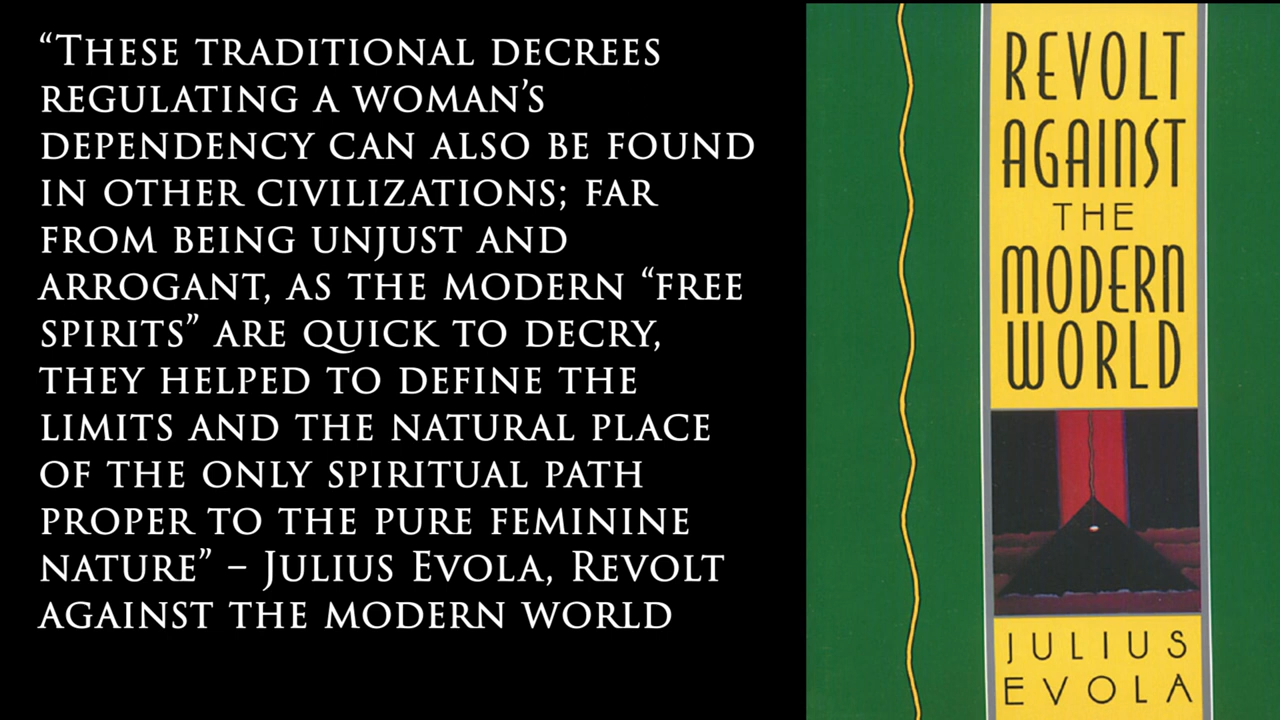 “These traditional decrees
regulating a woman’s
dependency can also be found
in other civilizations; far
from being unjust and
arrogant, as the modern “free
spirits” are quick to decry,
they helped to define the
limits and the natural place
of the only spiritual path
proper to the pure feminine
nature” – Julius Evola, Revolt
against the modern world
REVOLT
AGAINST
THE
MODERN
WORLD
JULIUS
EVOLA